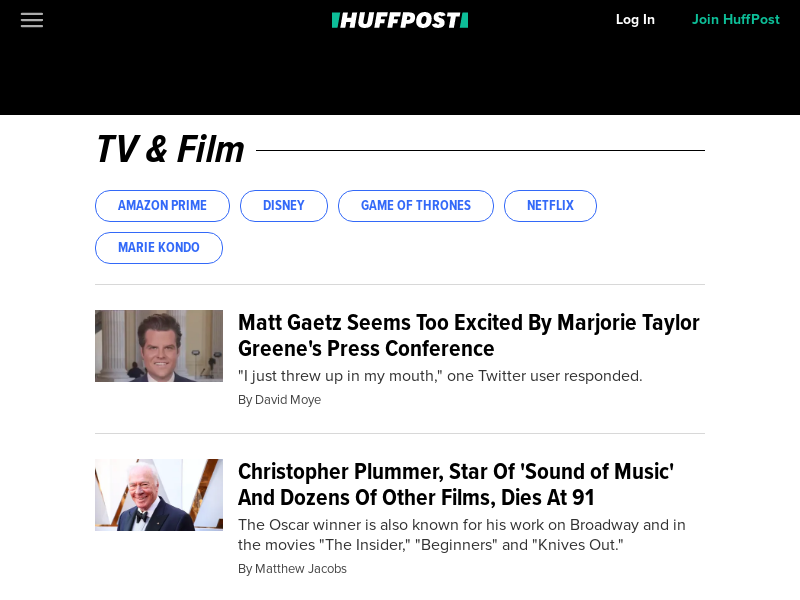 HUFFPOST
Log In
Join HuffPost
TV & Film
AMAZON PRIME
DISNEY
GAME OF THRONES
NETFLIX
MARIE KONDO
Matt Gaetz Seems Too Excited By Marjorie Taylor
Greene's Press Conference
"I just threw up in my mouth," one Twitter user responded.
By David Moye
Christopher Plummer, Star Of 'Sound of Music'
And Dozens Of Other Films, Dies At 91
The Oscar winner is also known for his work on Broadway and in
the movies "The Insider," "Beginners" and "Knives Out."
By Matthew Jacobs